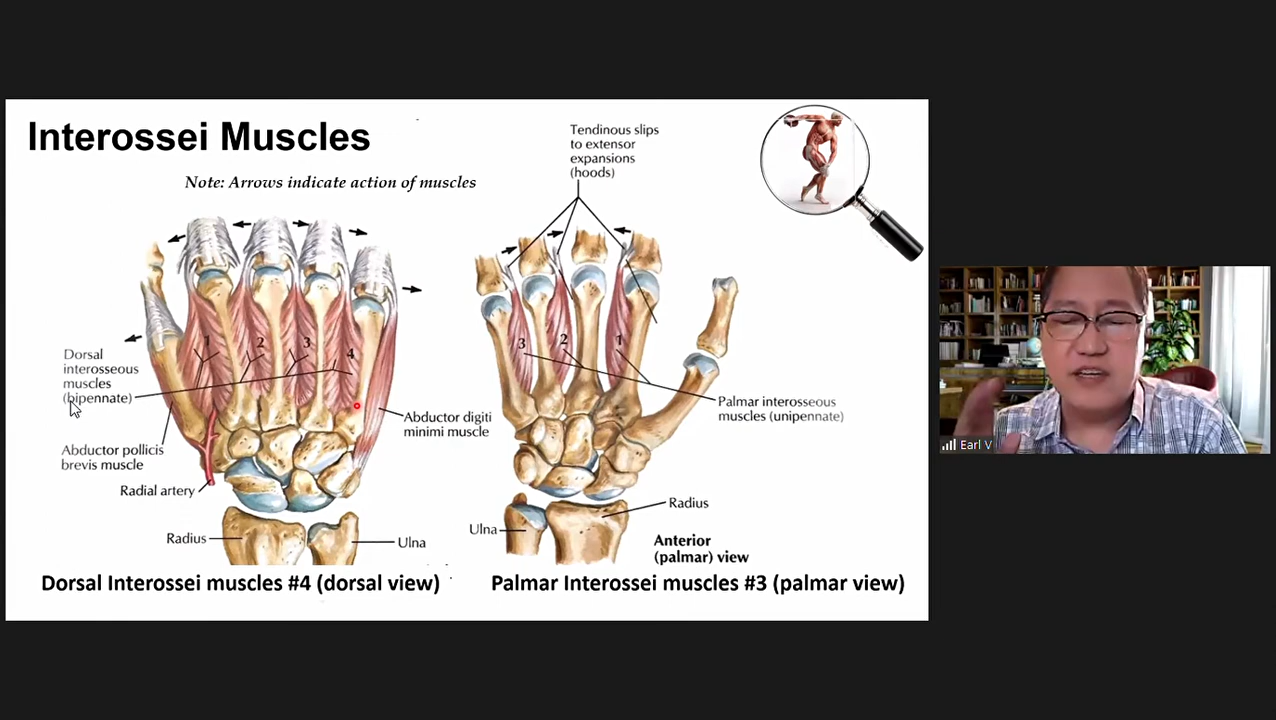 Interossei Muscles
Note: Arrows indicate action of muscles
Tendinous slips
to extensor
expansions
(hoods)
1
2
3
4
Dorsal
interosseous
muscles
(bipennate)
Abductor digiti
minimi muscle
Abductor pollicis
brevis muscle
Radial artery
Radius
Ulna
3
2
1
Palmar interosseous
muscles (unipennate)
Radius
Ulna
Anterior
(palmar) view
Dorsal Interossei muscles #4 (dorsal view)
Palmar Interossei muscles #3 (palmar view)
Earl V